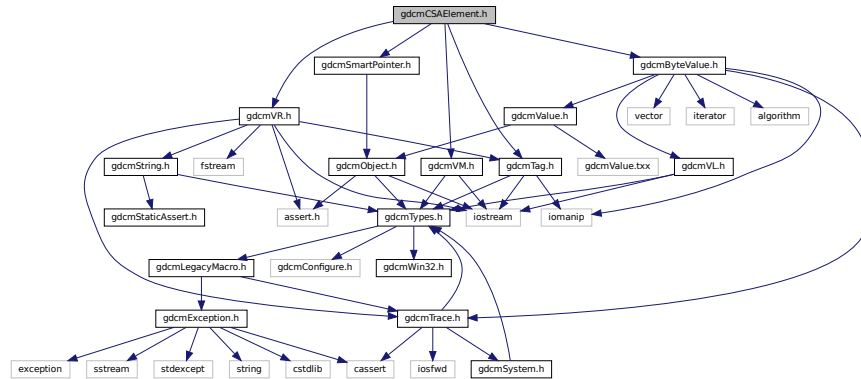 gdcmCSAElement.h
gdcmSmartPointer.h
gdcmByteValue.h
gdcmVR.h
gdcmValue.h
vector
iterator
algorithm
gdcmString.h
fstream
gdcmObject.h
gdcmVM.h
gdcmTag.h
gdcmValue.txx
gdcmVL.h
gdcmStaticAssert.h
assert.h
gdcmTypes.h
iostream
iomanip
gdcmLegacyMacro.h
gdcmConfigure.h
gdcmWin32.h
gdcmException.h
gdcmTrace.h
exception
sstream
stdexcept
string
cstdlib
cassert
iosfwd
gdcmSystem.h